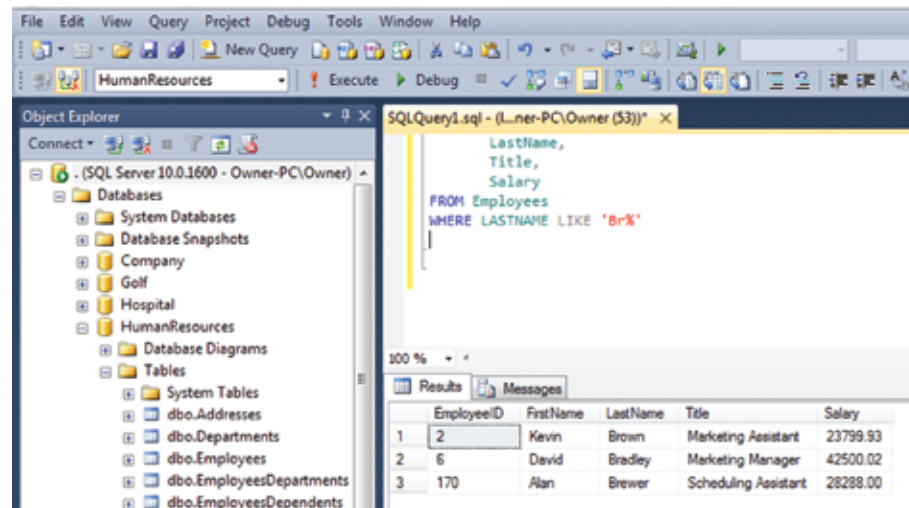 File Edit View Query Project Debug Tools Window Help
New Query
HumanResources Execute Debug
Object Explorer
Connect
. (SQL Server 10.0.1600 - Owner-PC\Owner)
Databases
System Databases
Database Snapshots
Company
Golf
Hospital
HumanResources
Database Diagrams
Tables
System Tables
dbo.Addresses
dbo.Departments
dbo.Employees
dbo.EmployeesDepartments
dbo.EmployeesDependents
SQLQuery1.sql - (l...ner-PC\Owner (53))*
LastName,
Title,
Salary
FROM Employees
WHERE LASTNAME LIKE 'Br%'
100 %
Results Messages
EmployeeID FirstName LastName Title Salary
1 2 Kevin Brown Marketing Assistant 23799.93
2 6 David Bradley Marketing Manager 42500.02
3 170 Alan Brewer Scheduling Assistant 28288.00